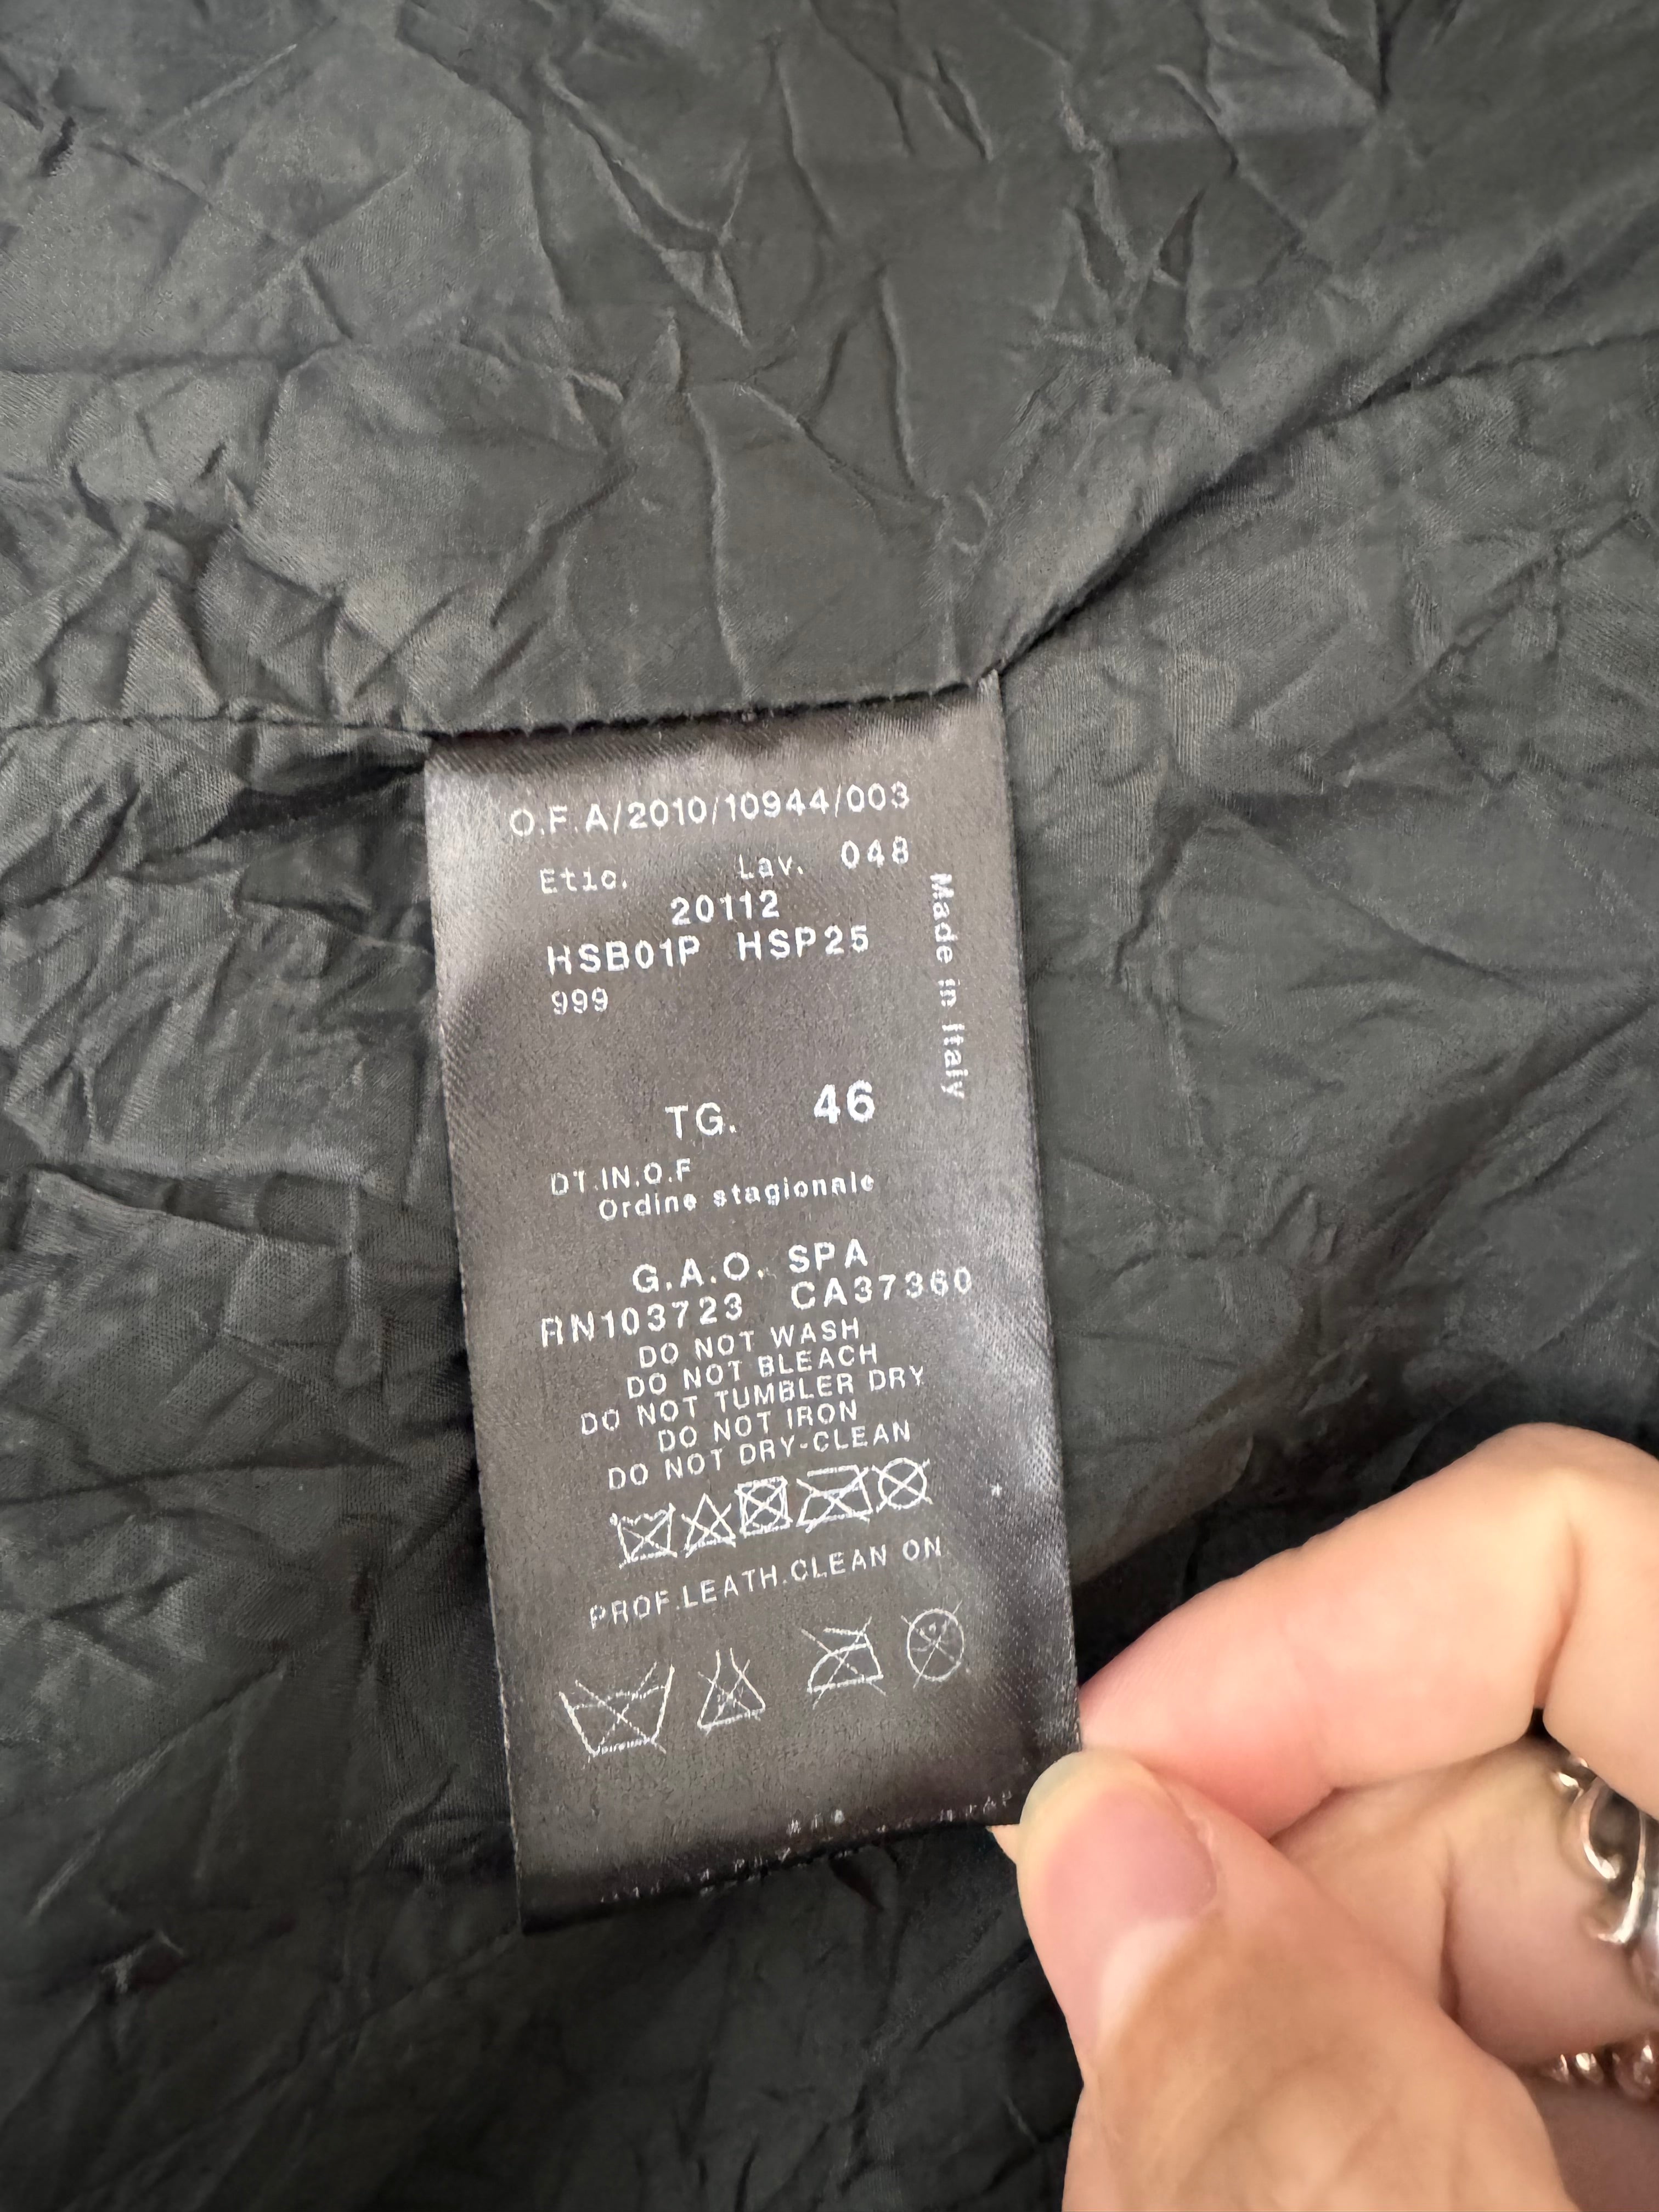 O.F.A/2010/10944/003
Etic. Lav. 048
20112
HSB01P HSP25
999
Made in Italy
TG. 46
DT.IN.O.F
Ordine stagionale
G.A.O. SPA
RN103723 CA37360
DO NOT WASH
DO NOT BLEACH
DO NOT TUMBLER DRY
DO NOT IRON
DO NOT DRY-CLEAN
PROF.LEATH.CLEAN ON